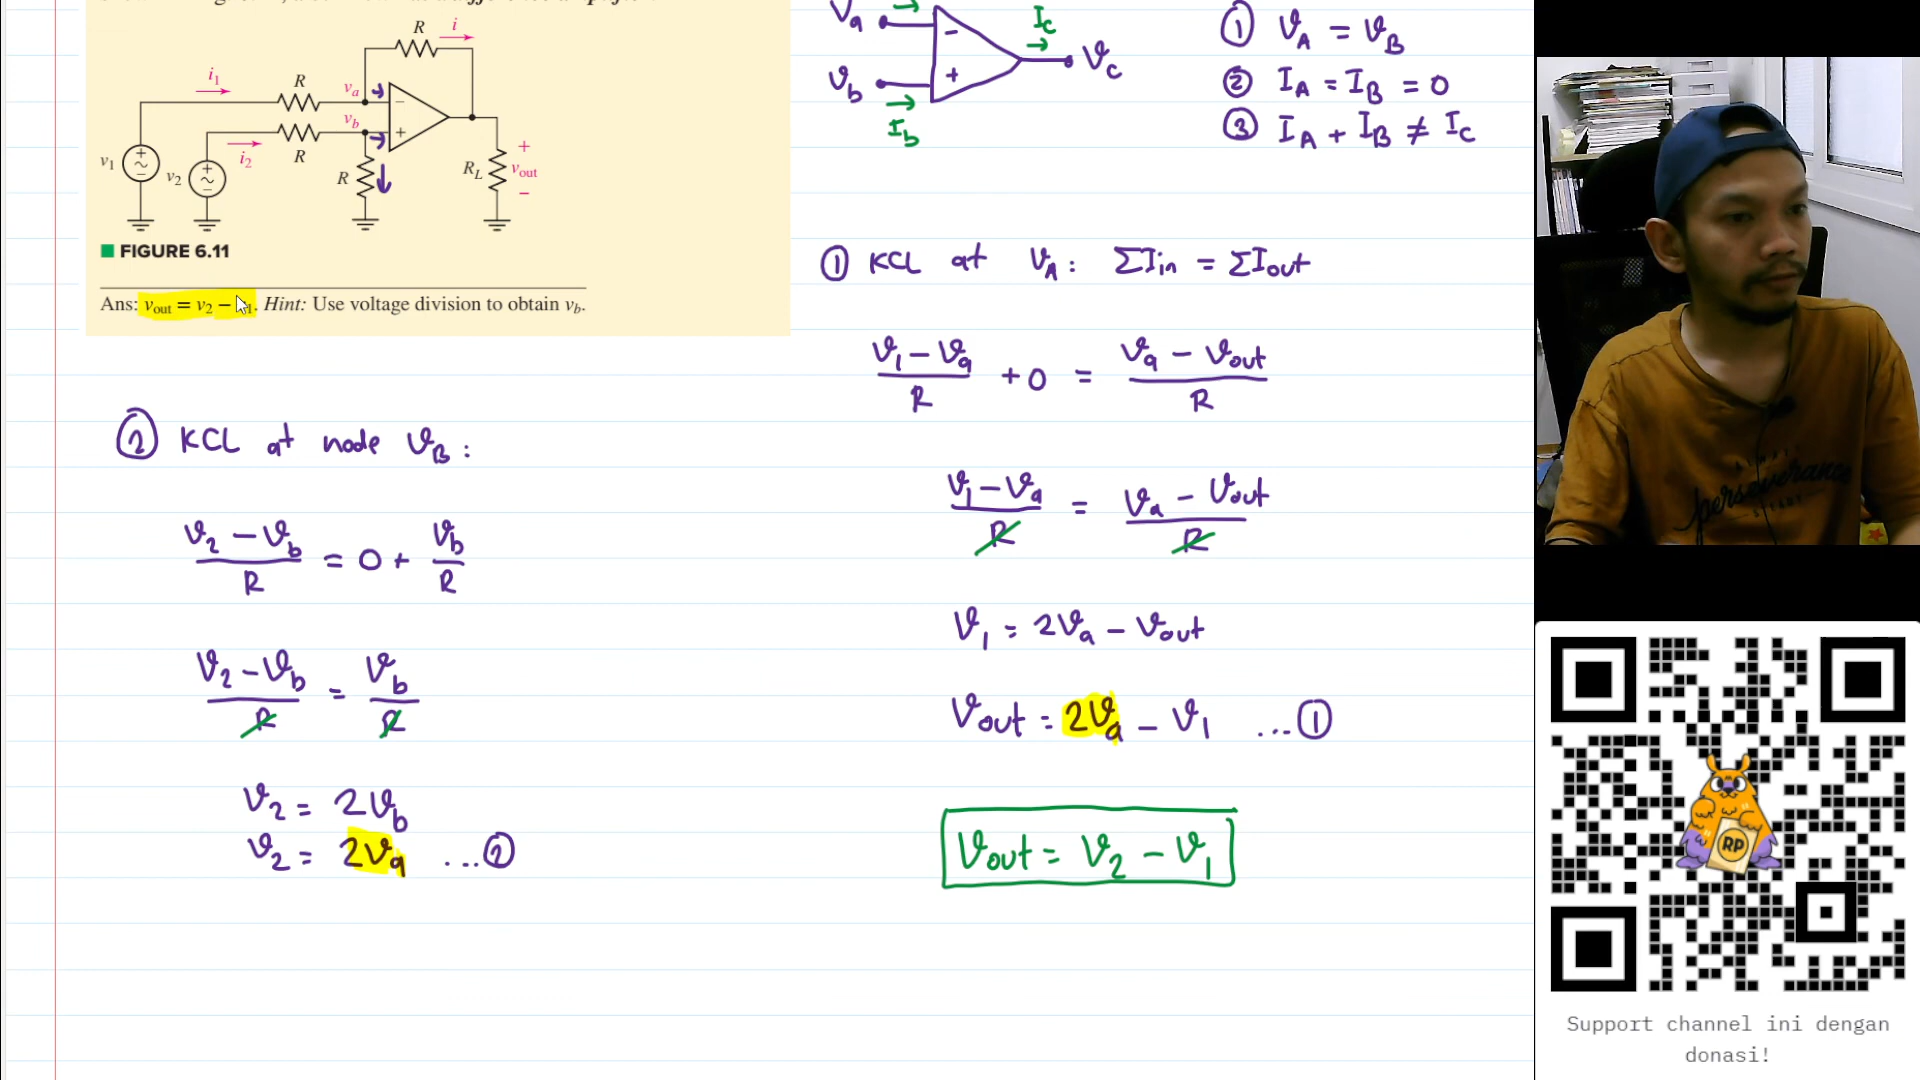 R i
i1 R va
vb
v1 v2 i2 R R RL + vout −
FIGURE 6.11
Ans: vout = v2 − v1. Hint: Use voltage division to obtain vb.
Va − Ic Vc
Vb + Ib
① VA = VB
② IA = IB = 0
③ IA + IB ≠ Ic
① KCL at VA : ΣIin = ΣIout
(V1 − Va)/R + 0 = (Va − Vout)/R
(V1 − Va)/R = (Va − Vout)/R
V1 = 2Va − Vout
Vout = 2Va − V1 ...①
Vout = V2 − V1
② KCL at node VB :
(V2 − Vb)/R = 0 + Vb/R
(V2 − Vb)/R = Vb/R
V2 = 2Vb
V2 = 2Va ...②
perseverance
RP
Support channel ini dengan
donasi!